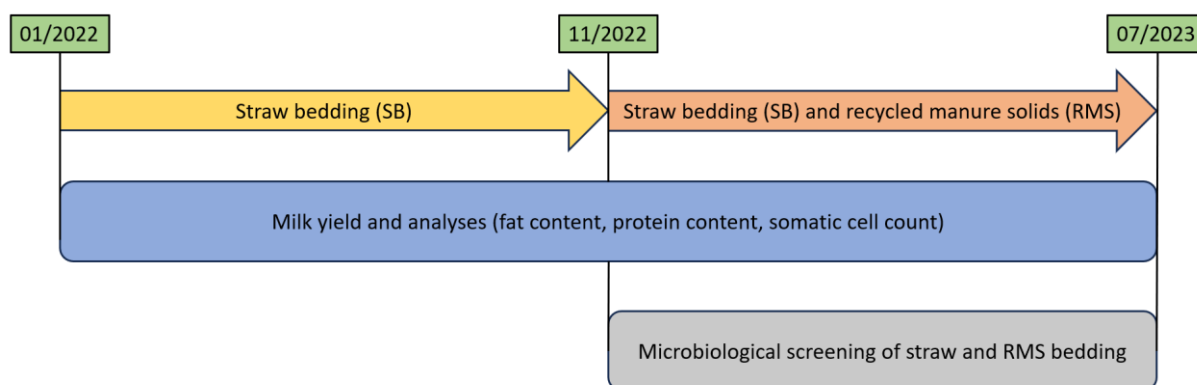 01/2022
11/2022
07/2023
Straw bedding (SB)
Straw bedding (SB) and recycled manure solids (RMS)
Milk yield and analyses (fat content, protein content, somatic cell count)
Microbiological screening of straw and RMS bedding